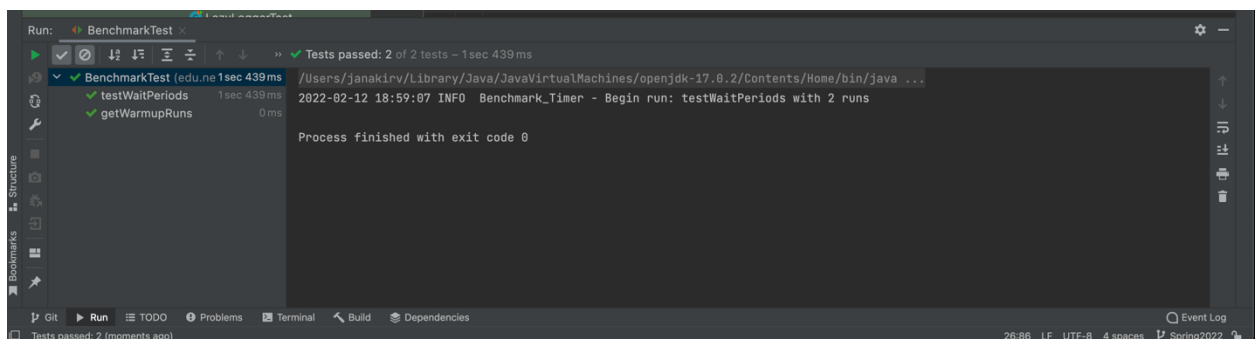 LazyLoggerTest
Run: BenchmarkTest
» Tests passed: 2 of 2 tests – 1 sec 439 ms
BenchmarkTest (edu.ne 1 sec 439 ms
testWaitPeriods 1 sec 439 ms
getWarmupRuns 0 ms
/Users/janakirv/Library/Java/JavaVirtualMachines/openjdk-17.0.2/Contents/Home/bin/java ...
2022-02-12 18:59:07 INFO  Benchmark_Timer - Begin run: testWaitPeriods with 2 runs
Process finished with exit code 0
Structure
Bookmarks
Git Run TODO Problems Terminal Build Dependencies Event Log
Tests passed: 2 (moments ago) 26:86 LF UTF-8 4 spaces Spring2022